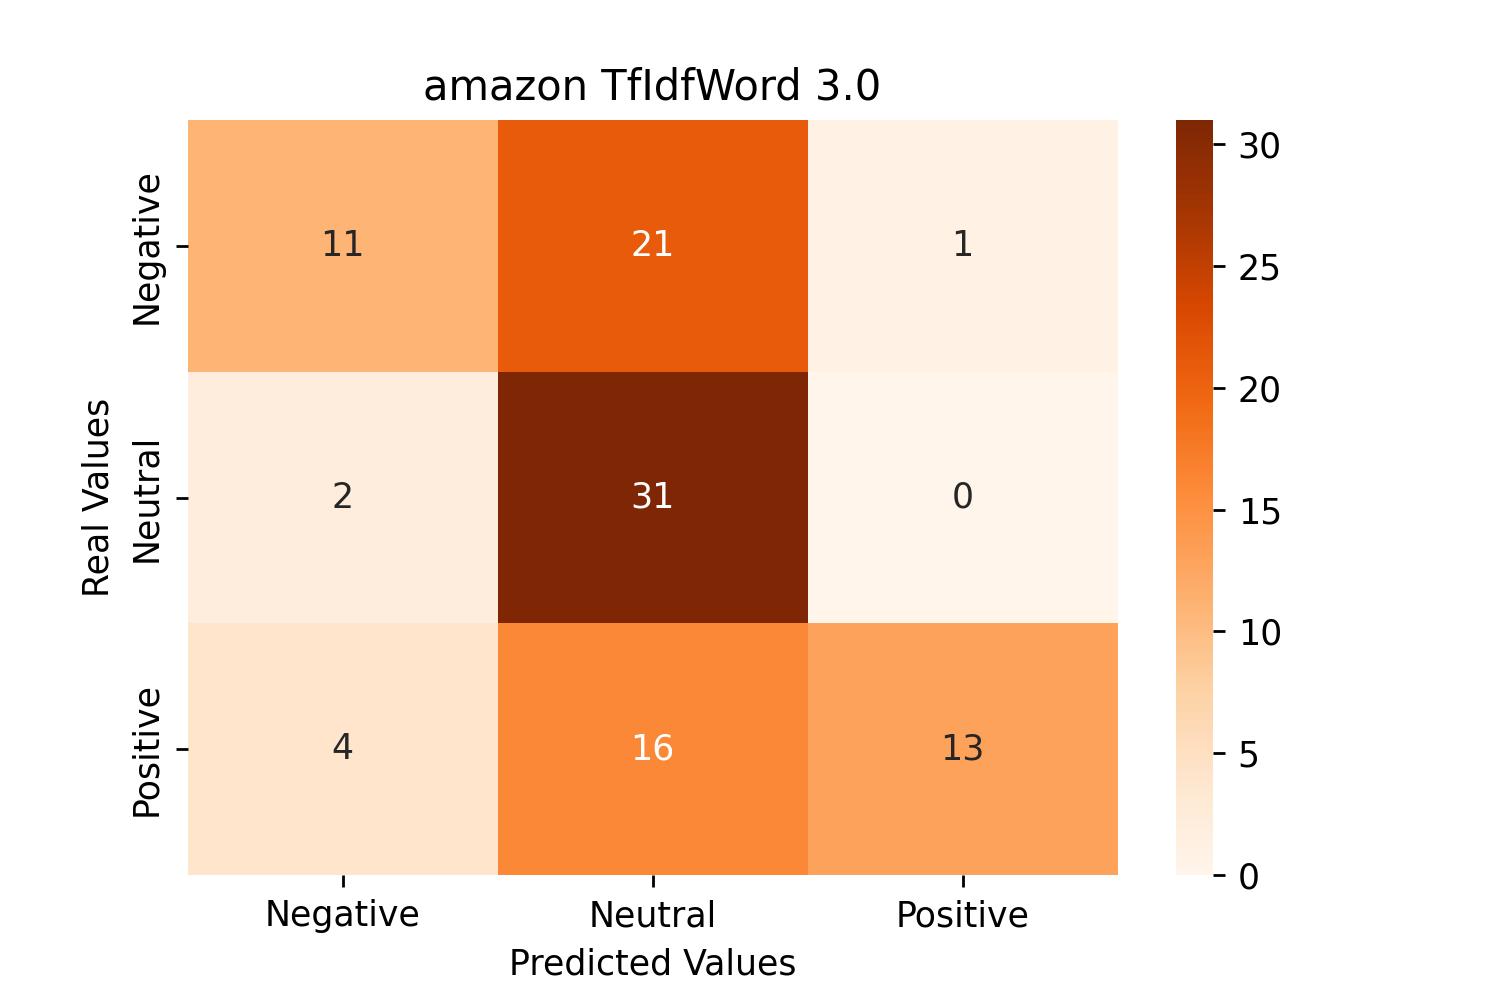 amazon TfIdfWord 3.0
Real Values
Negative
11 21 1
Neutral
2 31 0
Positive
4 16 13
Negative Neutral Positive
Predicted Values
30
25
20
15
10
5
0